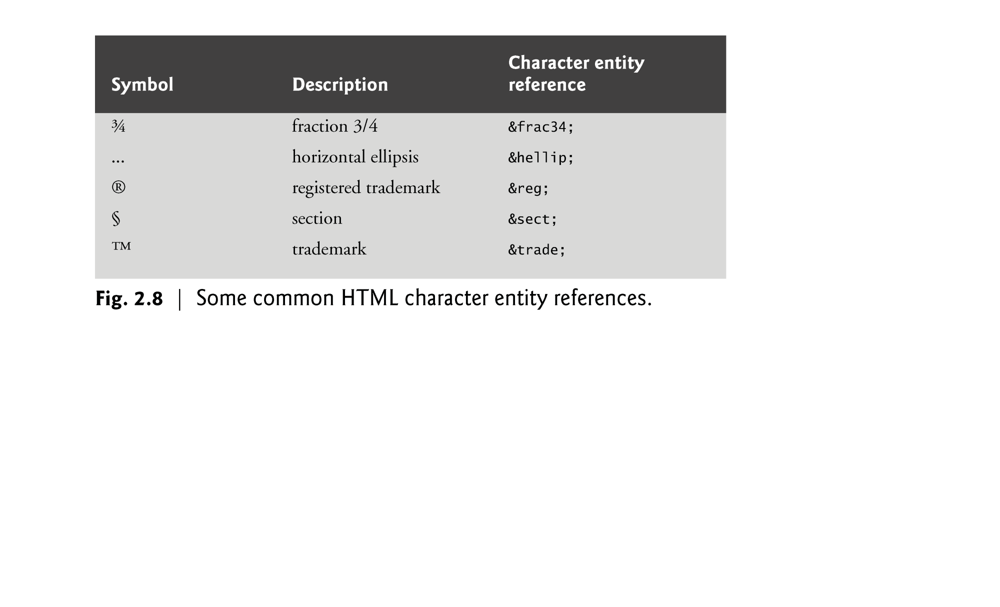 Symbol Description Character entity reference
¾ fraction 3/4 &frac34;
... horizontal ellipsis &hellip;
® registered trademark &reg;
§ section &sect;
™ trademark &trade;
Fig. 2.8 | Some common HTML character entity references.